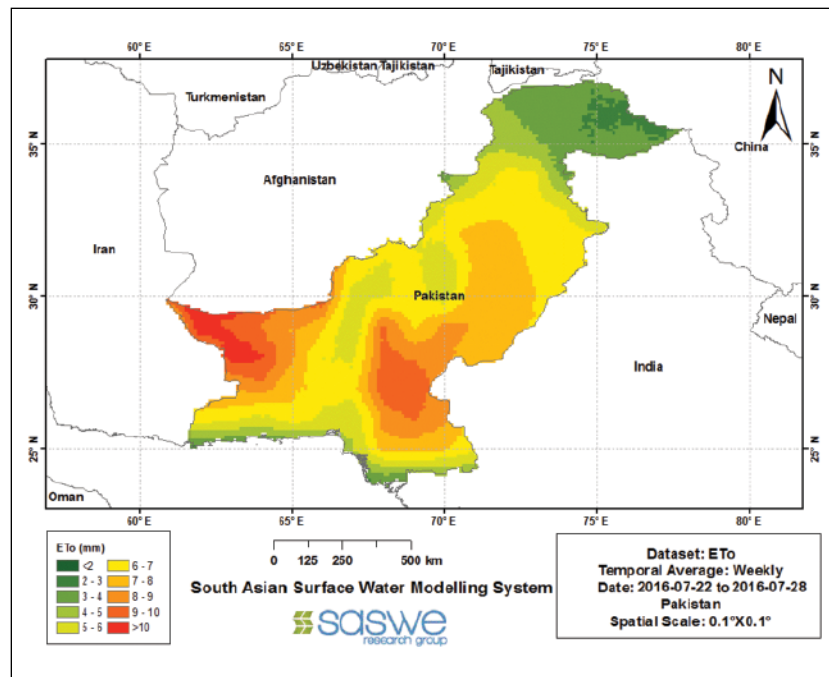 60°E 65°E 70°E 75°E 80°E
Uzbekistan Tajikistan Tajikistan
Turkmenistan
N
35°N 35°N
China
Afghanistan
Iran
30°N Pakistan 30°N
Nepal
India
25°N 25°N
Oman
60°E 65°E 70°E 75°E 80°E
ETo (mm)
<2
2 - 3
3 - 4
4 - 5
5 - 6
6 - 7
7 - 8
8 - 9
9 - 10
>10
0 125 250 500 km
South Asian Surface Water Modelling System
saswe
research group
Dataset: ETo
Temporal Average: Weekly
Date: 2016-07-22 to 2016-07-28
Pakistan
Spatial Scale: 0.1°X0.1°